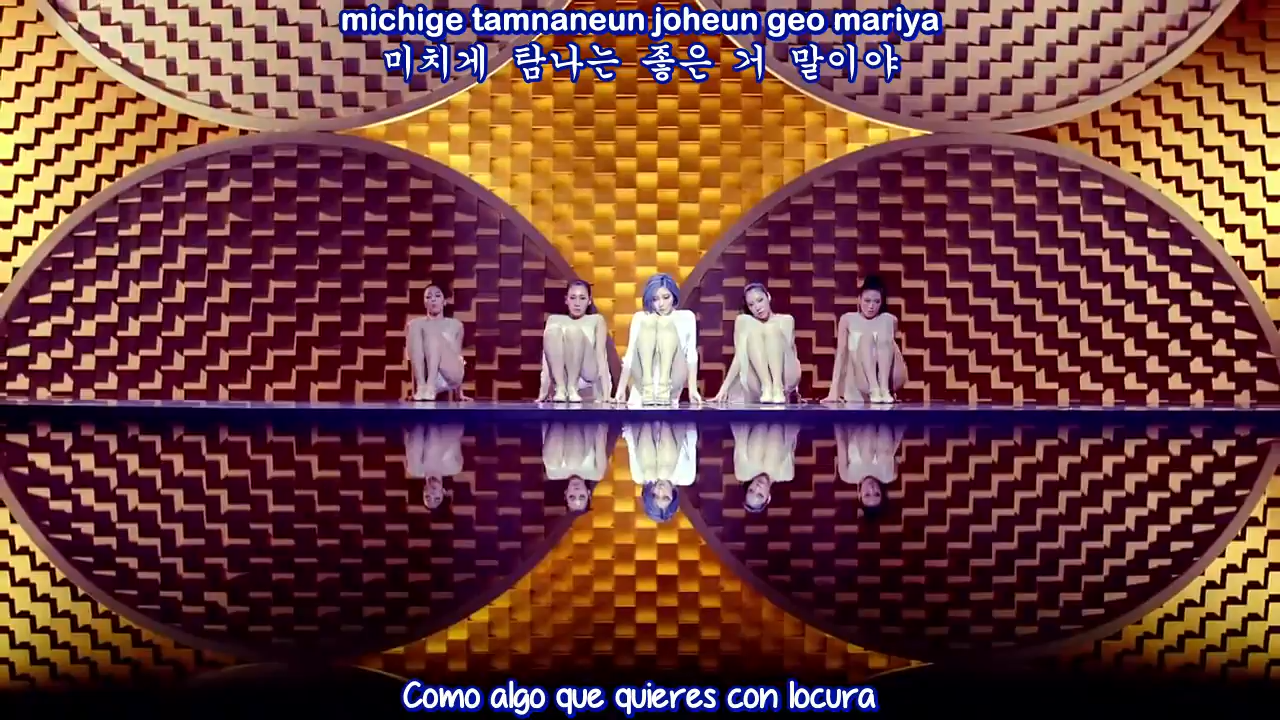 michige tamnaneun joheun geo mariya
미치게 탐나는 좋은 거 말이야
Como algo que quieres con locura